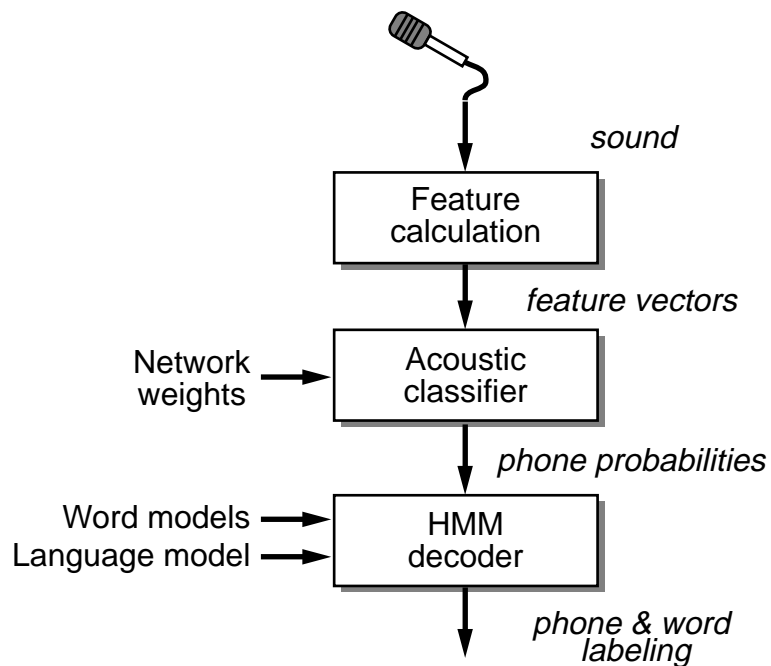 sound
Feature
calculation
feature vectors
Network
weights
Acoustic
classifier
phone probabilities
Word models
Language model
HMM
decoder
phone & word
labeling